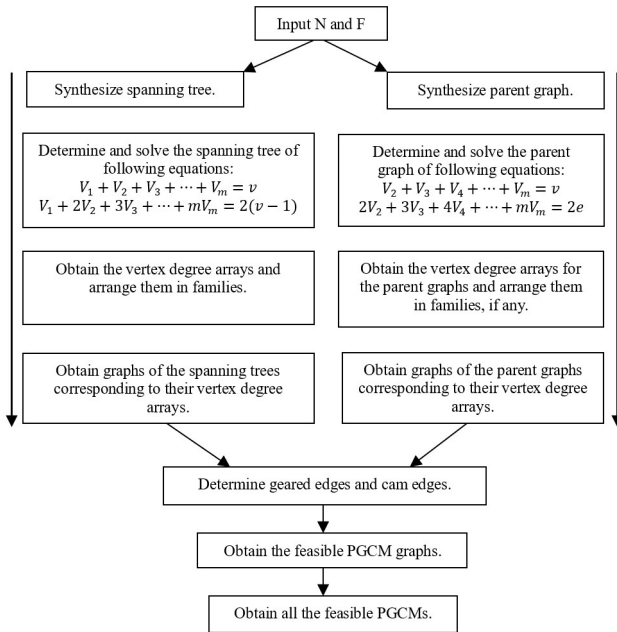 Input N and F
Synthesize spanning tree.
Determine and solve the spanning tree of
following equations:
V₁ + V₂ + V₃ + ⋯ + Vₘ = v
V₁ + 2V₂ + 3V₃ + ⋯ + mVₘ = 2(v − 1)
Obtain the vertex degree arrays and
arrange them in families.
Obtain graphs of the spanning trees
corresponding to their vertex degree
arrays.
Synthesize parent graph.
Determine and solve the parent
graph of following equations:
V₂ + V₃ + V₄ + ⋯ + Vₘ = v
2V₂ + 3V₃ + 4V₄ + ⋯ + mVₘ = 2e
Obtain the vertex degree arrays for
the parent graphs and arrange them
in families, if any.
Obtain graphs of the parent graphs
corresponding to their vertex degree
arrays.
Determine geared edges and cam edges.
Obtain the feasible PGCM graphs.
Obtain all the feasible PGCMs.